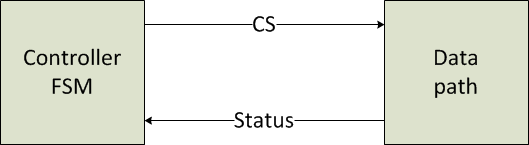 Controller
FSM
CS
Status
Data
path